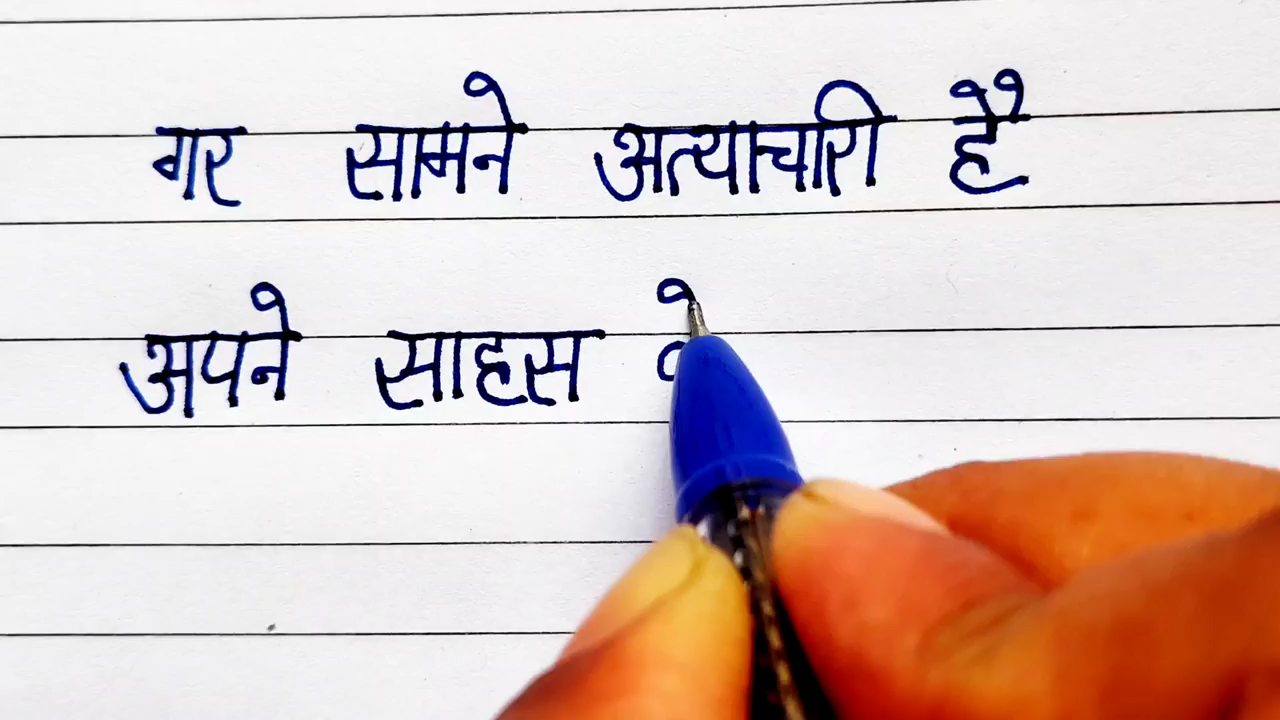 गर सामने अत्याचारी है
अपने साहस